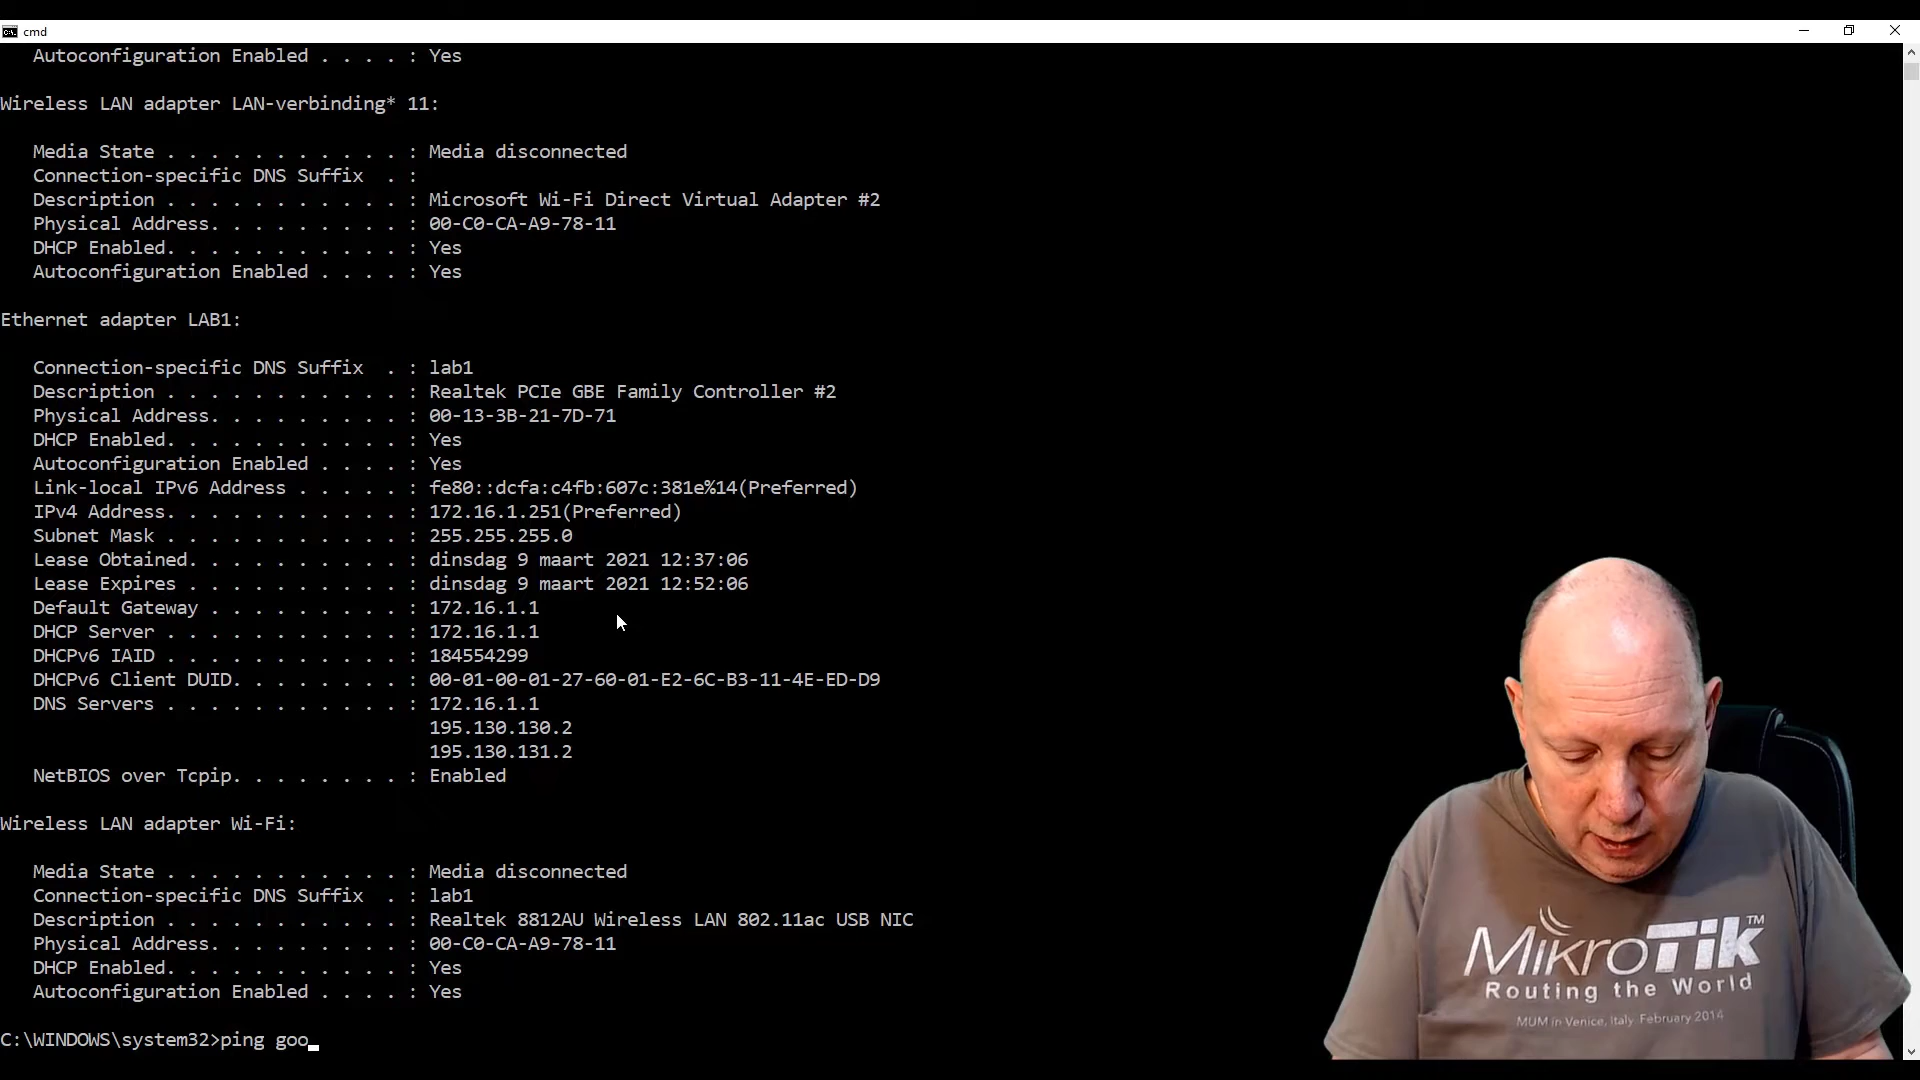 cmd
Autoconfiguration Enabled . . . . : Yes
Wireless LAN adapter LAN-verbinding* 11:
Media State . . . . . . . . . . . : Media disconnected
Connection-specific DNS Suffix  . :
Description . . . . . . . . . . . : Microsoft Wi-Fi Direct Virtual Adapter #2
Physical Address. . . . . . . . . : 00-C0-CA-A9-78-11
DHCP Enabled. . . . . . . . . . . : Yes
Autoconfiguration Enabled . . . . : Yes
Ethernet adapter LAB1:
Connection-specific DNS Suffix  . : lab1
Description . . . . . . . . . . . : Realtek PCIe GBE Family Controller #2
Physical Address. . . . . . . . . : 00-13-3B-21-7D-71
DHCP Enabled. . . . . . . . . . . : Yes
Autoconfiguration Enabled . . . . : Yes
Link-local IPv6 Address . . . . . : fe80::dcfa:c4fb:607c:381e%14(Preferred)
IPv4 Address. . . . . . . . . . . : 172.16.1.251(Preferred)
Subnet Mask . . . . . . . . . . . : 255.255.255.0
Lease Obtained. . . . . . . . . . : dinsdag 9 maart 2021 12:37:06
Lease Expires . . . . . . . . . . : dinsdag 9 maart 2021 12:52:06
Default Gateway . . . . . . . . . : 172.16.1.1
DHCP Server . . . . . . . . . . . : 172.16.1.1
DHCPv6 IAID . . . . . . . . . . . : 184554299
DHCPv6 Client DUID. . . . . . . . : 00-01-00-01-27-60-01-E2-6C-B3-11-4E-ED-D9
DNS Servers . . . . . . . . . . . : 172.16.1.1
195.130.130.2
195.130.131.2
NetBIOS over Tcpip. . . . . . . . : Enabled
Wireless LAN adapter Wi-Fi:
Media State . . . . . . . . . . . : Media disconnected
Connection-specific DNS Suffix  . : lab1
Description . . . . . . . . . . . : Realtek 8812AU Wireless LAN 802.11ac USB NIC
Physical Address. . . . . . . . . : 00-C0-CA-A9-78-11
DHCP Enabled. . . . . . . . . . . : Yes
Autoconfiguration Enabled . . . . : Yes
C:\WINDOWS\system32>ping goo
MikroTik™
Routing the World
MUM in Venice, Italy February 2014